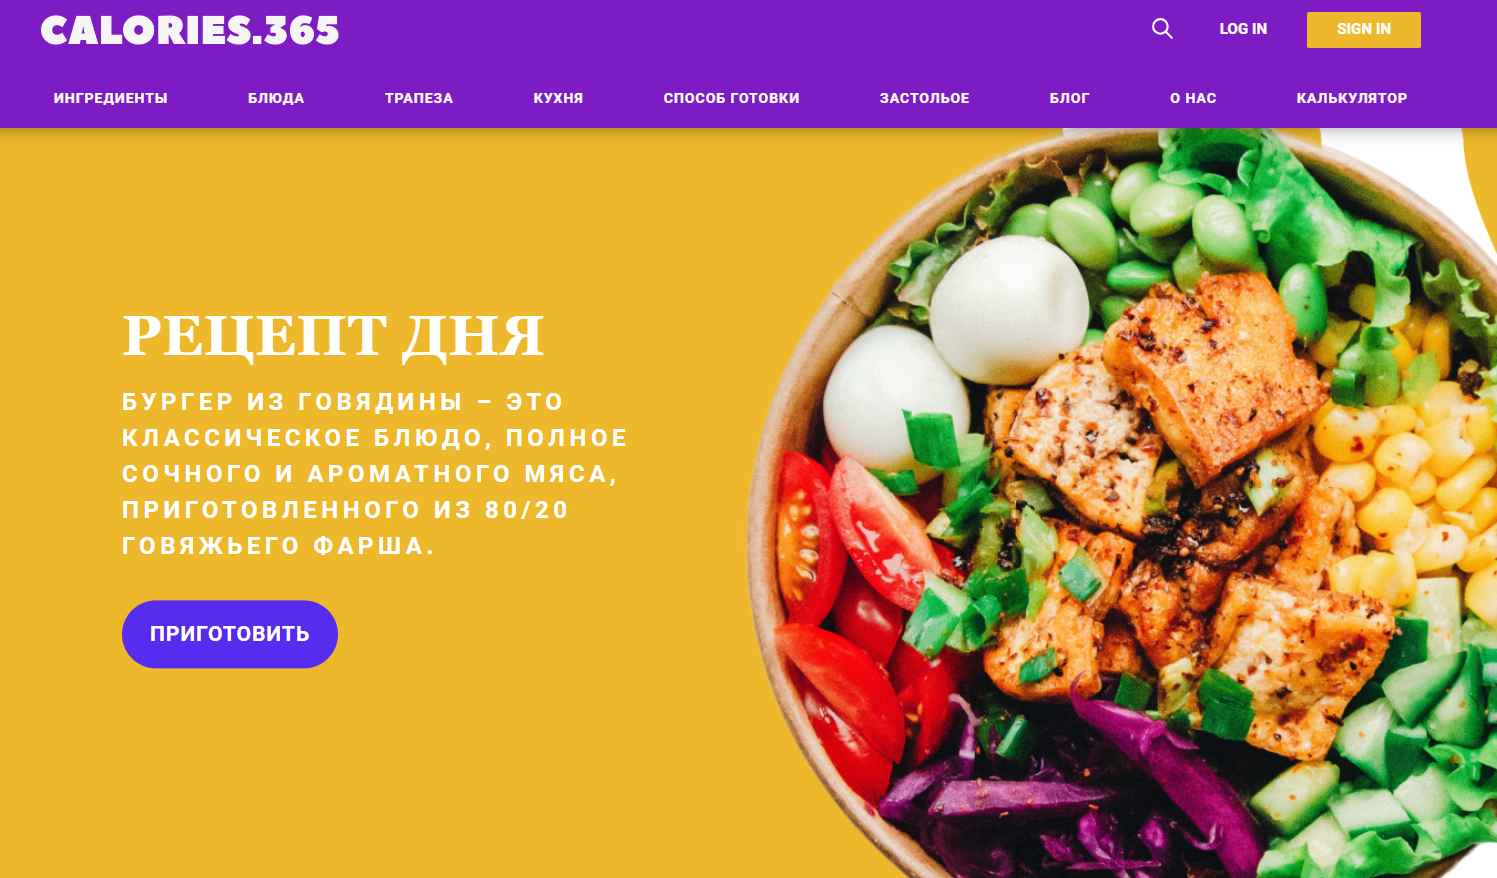 CALORIES.365
LOG IN
SIGN IN
ИНГРЕДИЕНТЫ
БЛЮДА
ТРАПЕЗА
КУХНЯ
СПОСОБ ГОТОВКИ
ЗАСТОЛЬОЕ
БЛОГ
О НАС
КАЛЬКУЛЯТОР
РЕЦЕПТ ДНЯ
БУРГЕР ИЗ ГОВЯДИНЫ – ЭТО
КЛАССИЧЕСКОЕ БЛЮДО, ПОЛНОЕ
СОЧНОГО И АРОМАТНОГО МЯСА,
ПРИГОТОВЛЕННОГО ИЗ 80/20
ГОВЯЖЬЕГО ФАРША.
ПРИГОТОВИТЬ